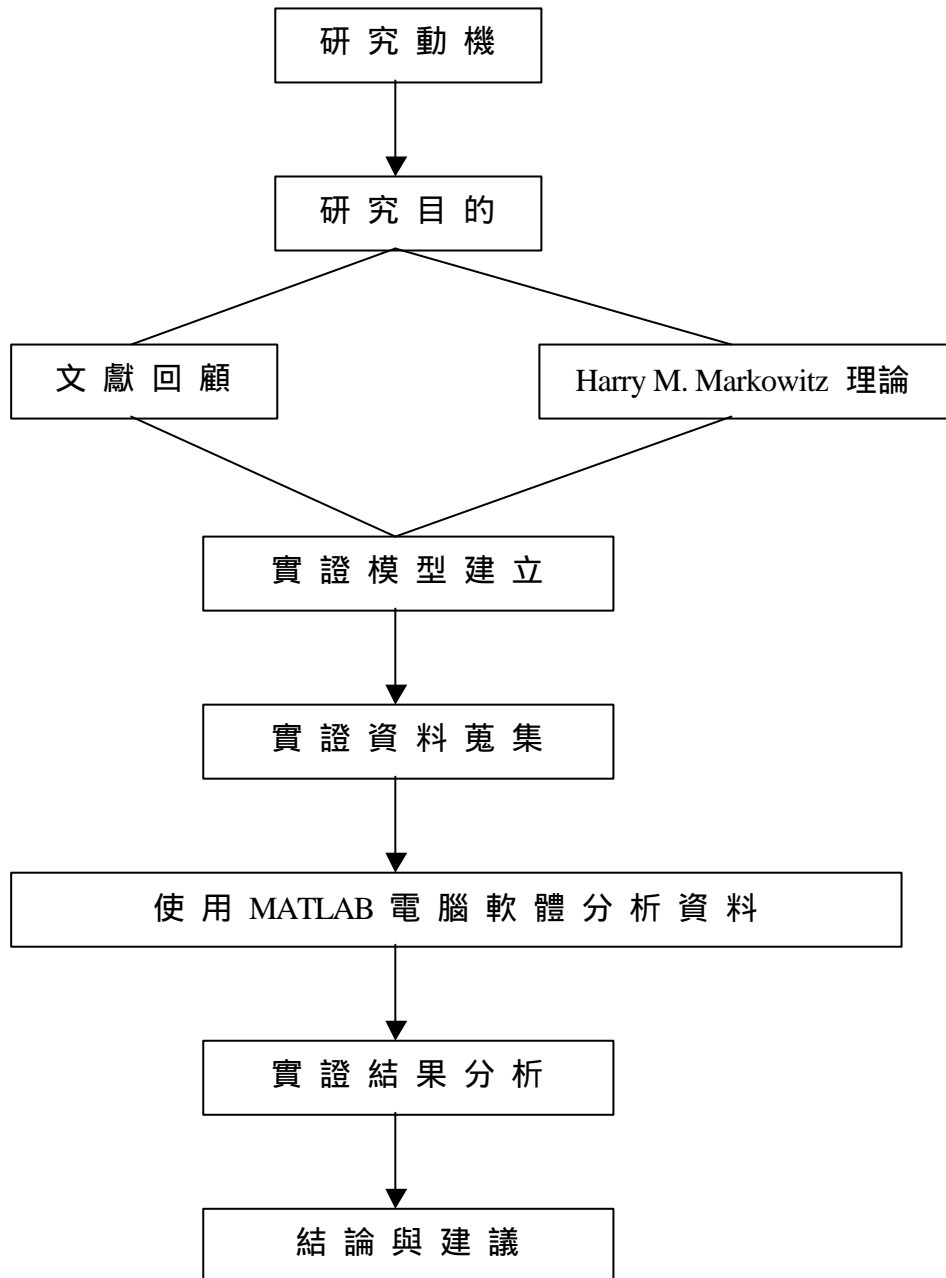 研究動機
研究目的
文獻回顧
Harry M. Markowitz 理論
實證模型建立
實證資料蒐集
使用 MATLAB 電腦軟體分析資料
實證結果分析
結論與建議